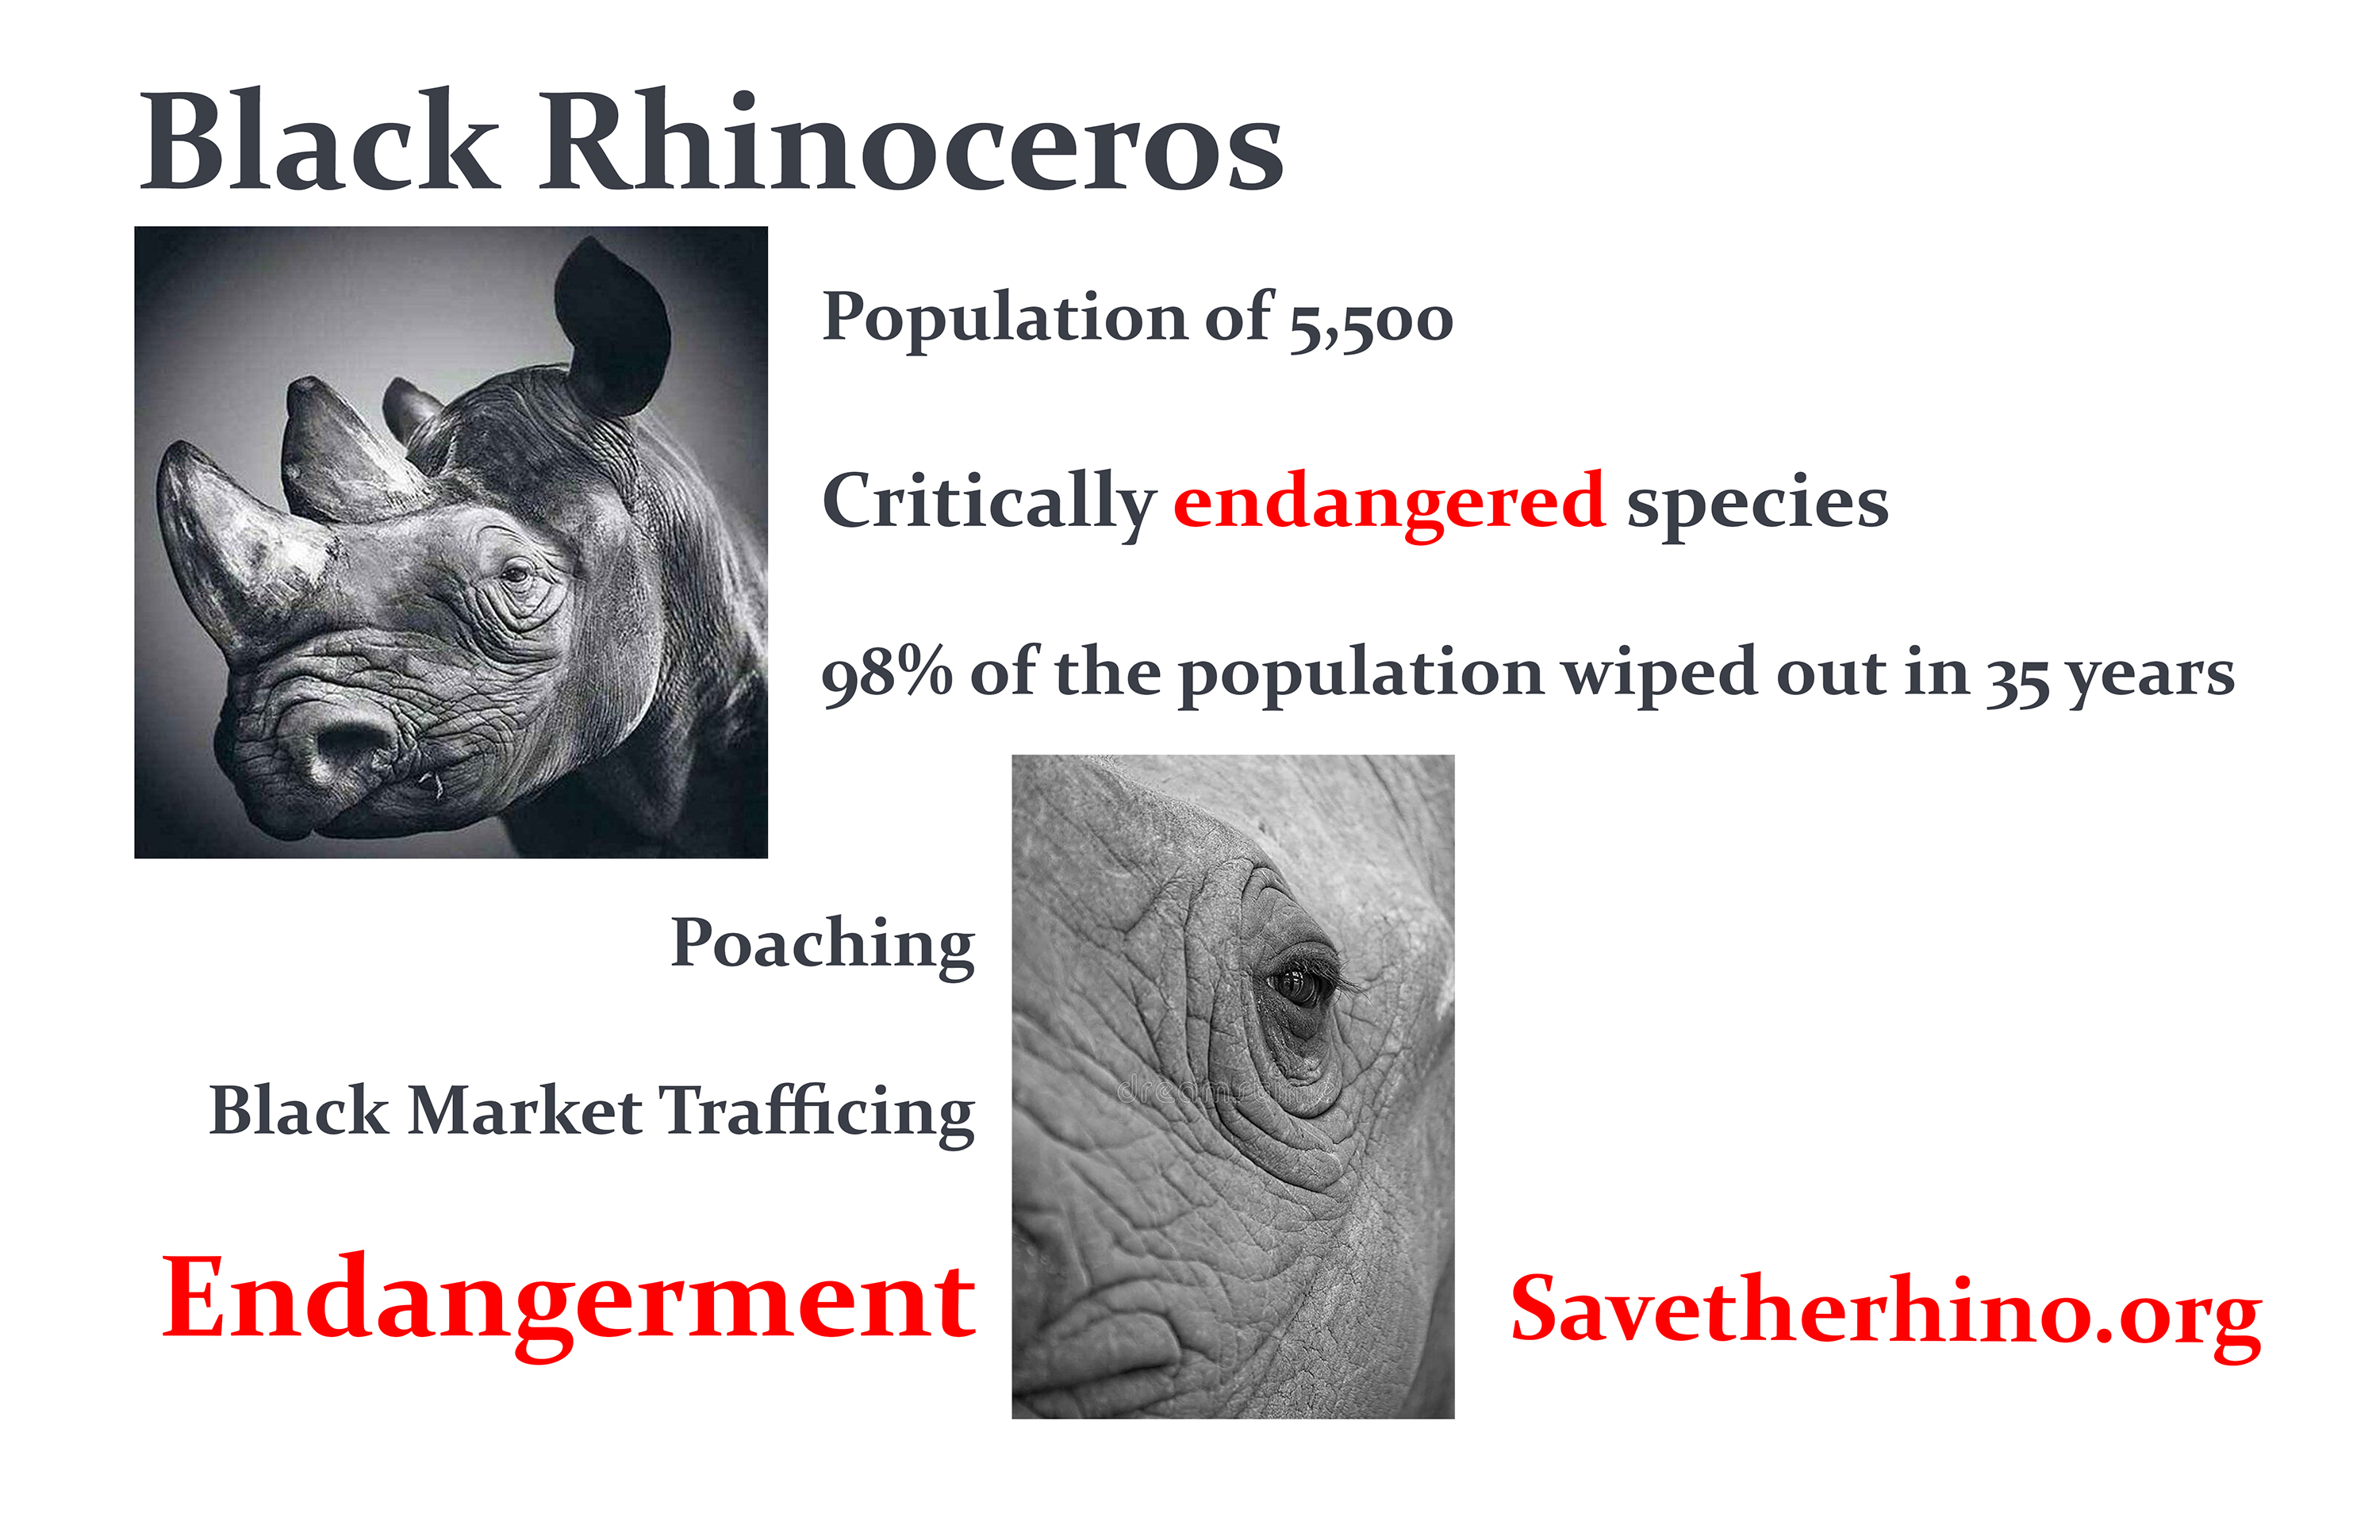 Black Rhinoceros
Population of 5,500
Critically endangered species
98% of the population wiped out in 35 years
Poaching
Black Market Trafficing
Endangerment
dreamstime
Savetherhino.org